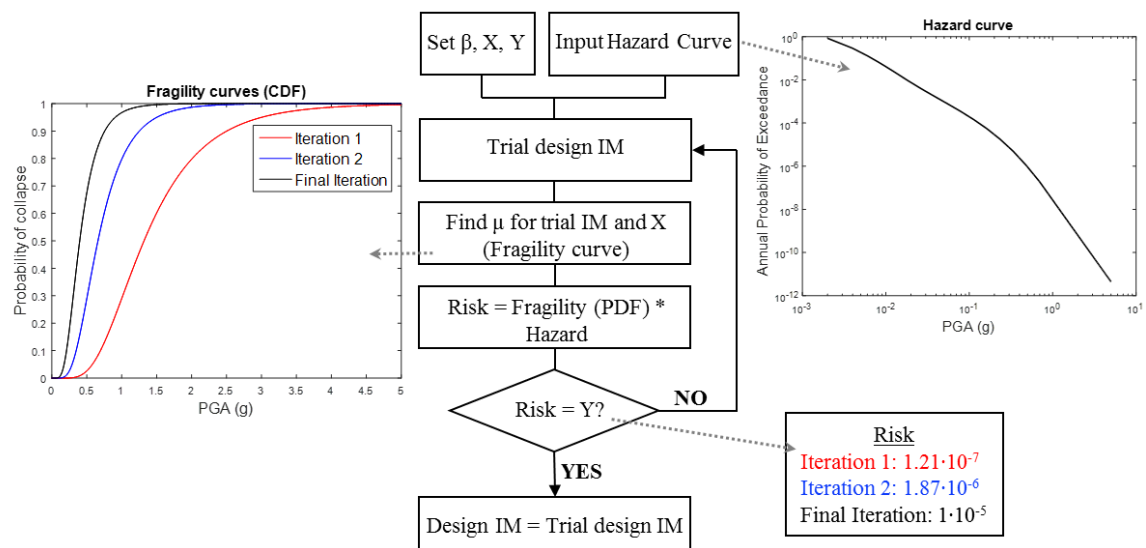 Set β, X, Y
Input Hazard Curve
Trial design IM
Find µ for trial IM and X
(Fragility curve)
Risk = Fragility (PDF) *
Hazard
Risk = Y?
NO
YES
Design IM = Trial design IM
Fragility curves (CDF)
Iteration 1
Iteration 2
Final Iteration
Probability of collapse
1
0.9
0.8
0.7
0.6
0.5
0.4
0.3
0.2
0.1
0
0 0.5 1 1.5 2 2.5 3 3.5 4 4.5 5
PGA (g)
Hazard curve
Annual Probability of Exceedance
10⁰
10⁻²
10⁻⁴
10⁻⁶
10⁻⁸
10⁻¹⁰
10⁻¹²
10⁻³ 10⁻² 10⁻¹ 10⁰ 10¹
PGA (g)
Risk
Iteration 1: 1.21·10⁻⁷
Iteration 2: 1.87·10⁻⁶
Final Iteration: 1·10⁻⁵